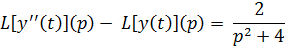 L[y''(t)](p) − L[y(t)](p) = 2/(p² + 4)